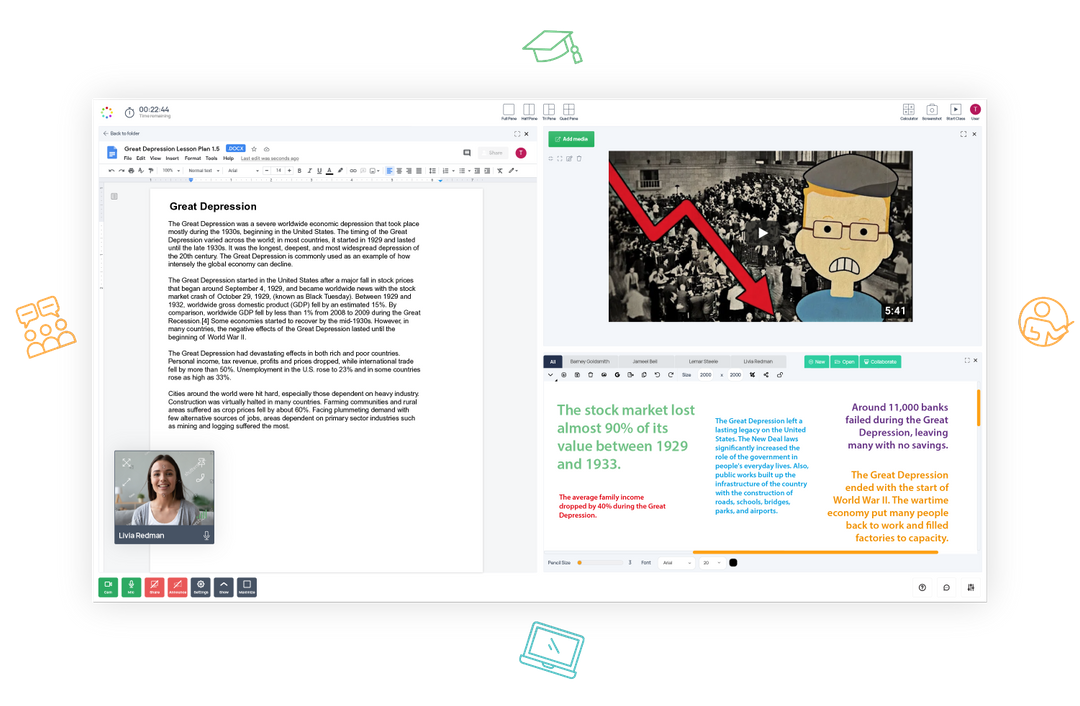 00:22:44
Time remaining
Full Pane
Half Pane
Tri Pane
Quad Pane
Calculator
Screenshot
Start Class
T
User
Back to folder
Great Depression Lesson Plan 1.5
.DOCX
File Edit View Insert Format Tools Help Last edit was seconds ago
Share
T
100% Normal text Arial 14 B I U A
Great Depression
The Great Depression was a severe worldwide economic depression that took place
mostly during the 1930s, beginning in the United States. The timing of the Great
Depression varied across the world; in most countries, it started in 1929 and lasted
until the late 1930s. It was the longest, deepest, and most widespread depression of
the 20th century. The Great Depression is commonly used as an example of how
intensely the global economy can decline.
The Great Depression started in the United States after a major fall in stock prices
that began around September 4, 1929, and became worldwide news with the stock
market crash of October 29, 1929, (known as Black Tuesday). Between 1929 and
1932, worldwide gross domestic product (GDP) fell by an estimated 15%. By
comparison, worldwide GDP fell by less than 1% from 2008 to 2009 during the Great
Recession.[4] Some economies started to recover by the mid-1930s. However, in
many countries, the negative effects of the Great Depression lasted until the
beginning of World War II.
The Great Depression had devastating effects in both rich and poor countries.
Personal income, tax revenue, profits and prices dropped, while international trade
fell by more than 50%. Unemployment in the U.S. rose to 23% and in some countries
rose as high as 33%.
Cities around the world were hit hard, especially those dependent on heavy industry.
Construction was virtually halted in many countries. Farming communities and rural
areas suffered as crop prices fell by about 60%. Facing plummeting demand with
few alternative sources of jobs, areas dependent on primary sector industries such
as mining and logging suffered the most.
Livia Redman
Mic
Share
Settings
Show
Add media
5:41
All
Barney Goldsmith
Jameel Bell
Lamar Steele
Livia Redman
New
Open
Collaborate
Size 2000 x 2000
The stock market lost
almost 90% of its
value between 1929
and 1933.
The average family income
dropped by 40% during the Great
Depression.
The Great Depression left a
lasting legacy on the United
States. The New Deal laws
significantly increased the
role of the government in
people's everyday lives. Also,
public works built up the
infrastructure of the country
with the construction of
roads, schools, bridges,
parks, and airports.
Around 11,000 banks
failed during the Great
Depression, leaving
many with no savings.
The Great Depression
ended with the start of
World War II. The wartime
economy put many people
back to work and filled
factories to capacity.
Pencil Size 3 Font Arial 20